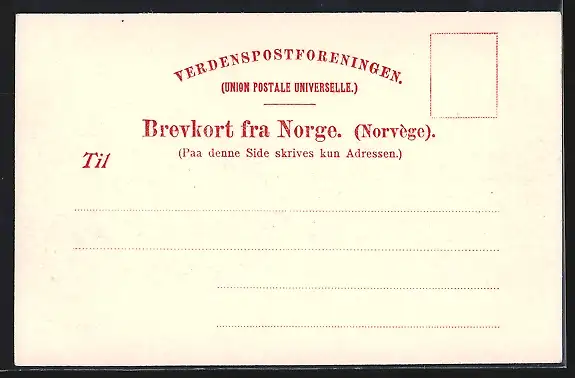 VERDENSPOSTFORENINGEN.
(UNION POSTALE UNIVERSELLE.)
Brevkort fra Norge. (Norvège).
(Paa denne Side skrives kun Adressen.)
Til